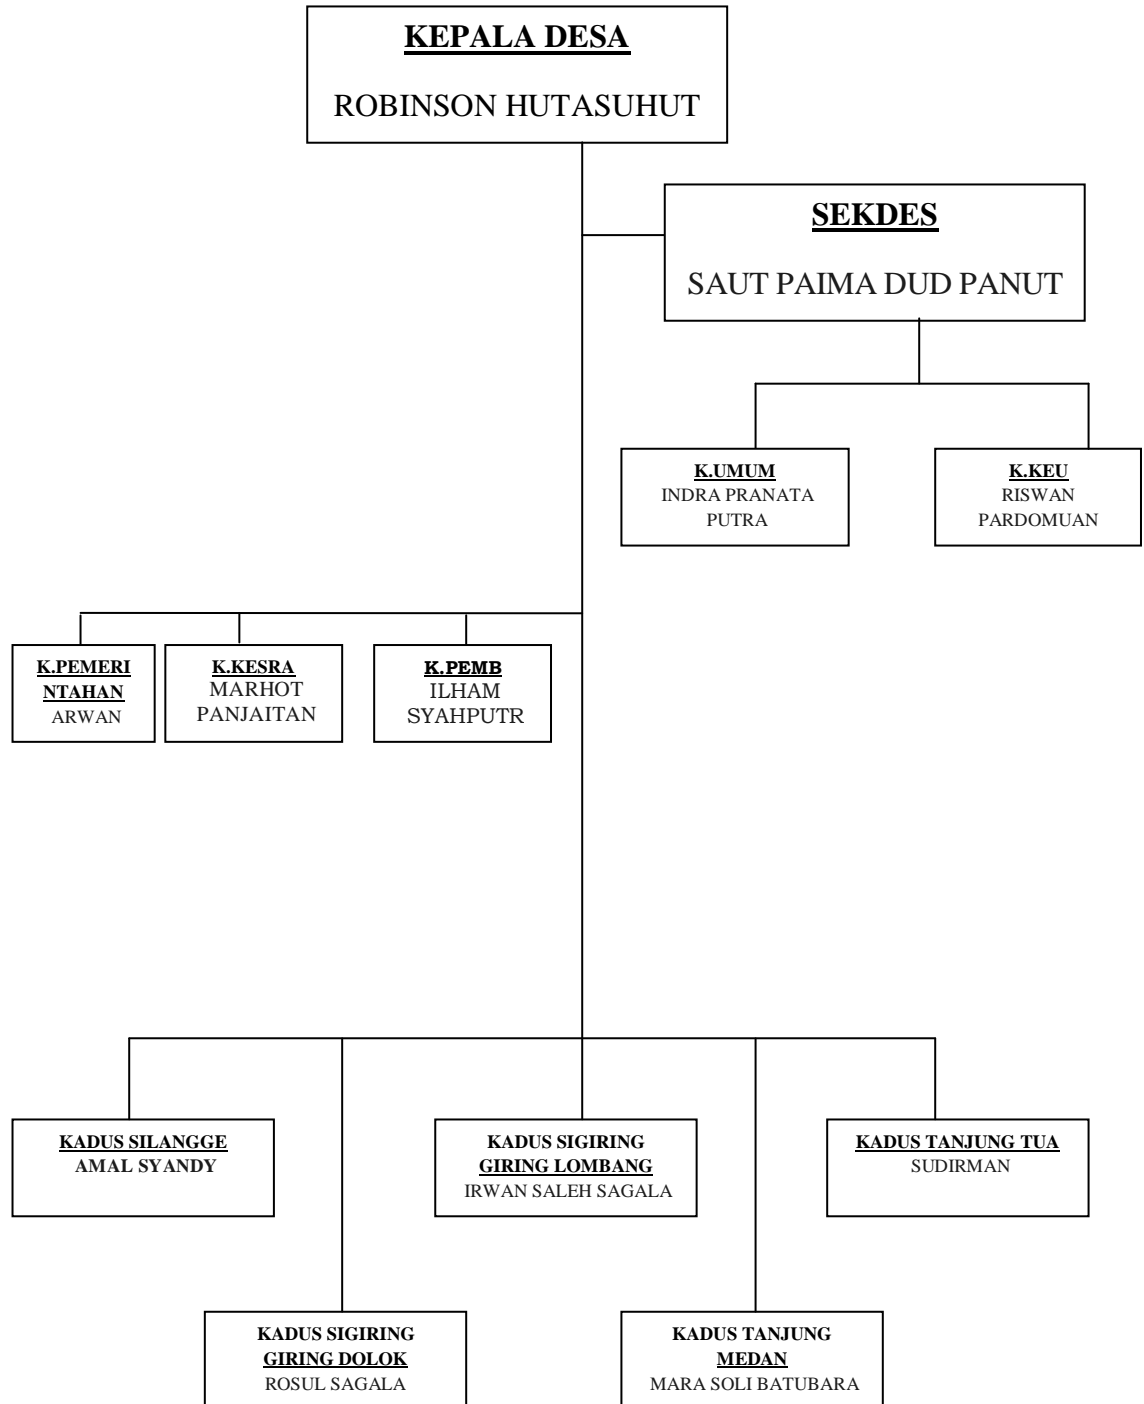 KEPALA DESA
ROBINSON HUTASUHUT
SEKDES
SAUT PAIMA DUD PANUT
K.UMUM
INDRA PRANATA
PUTRA
K.KEU
RISWAN
PARDOMUAN
K.PEMERI
NTAHAN
ARWAN
K.KESRA
MARHOT
PANJAITAN
K.PEMB
ILHAM
SYAHPUTR
KADUS SILANGGE
AMAL SYANDY
KADUS SIGIRING
GIRING LOMBANG
IRWAN SALEH SAGALA
KADUS TANJUNG TUA
SUDIRMAN
KADUS SIGIRING
GIRING DOLOK
ROSUL SAGALA
KADUS TANJUNG
MEDAN
MARA SOLI BATUBARA